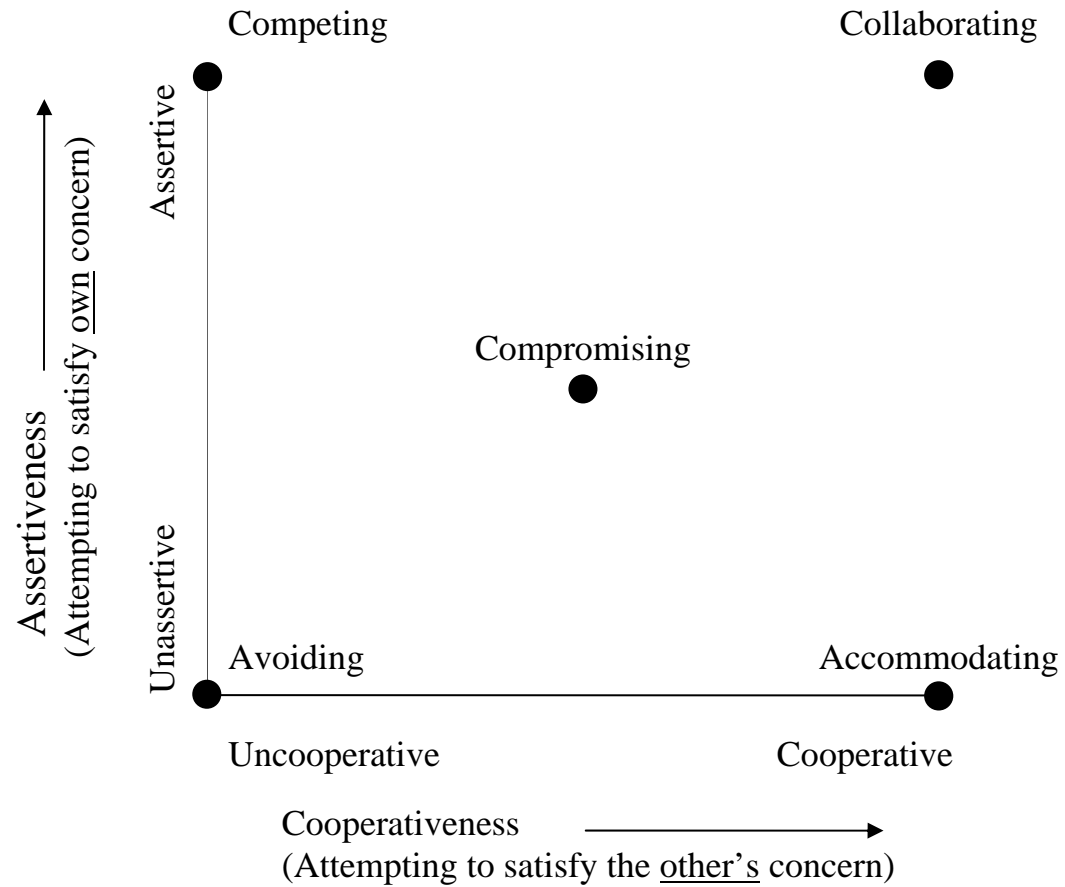 Competing
Collaborating
Assertive
Assertiveness
(Attempting to satisfy own concern)
Compromising
Unassertive
Avoiding
Accommodating
Uncooperative
Cooperative
Cooperativeness
(Attempting to satisfy the other’s concern)